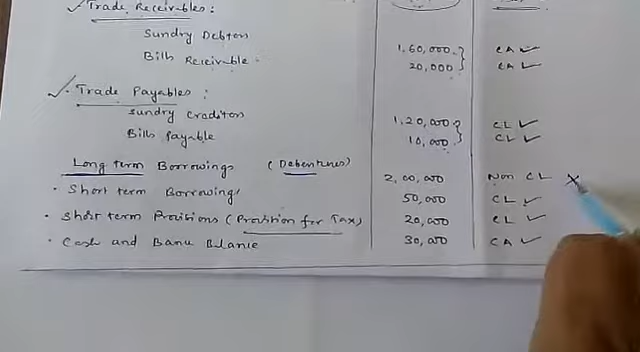 ✓ Trade Receivables :
Sundry Debtors 1,60,000 CA ✓
Bills Receivable 20,000 CA ✓
✓ Trade Payables :
Sundry Creditors 1,20,000 CL ✓
Bills Payable 10,000 CL ✓
Long term Borrowings (Debentures) 2,00,000 Non CL ✗
• Short term Borrowings 50,000 CL ✓
• Short term Provisions (Provision for Tax) 20,000 CL ✓
• Cash and Bank Balance 30,000 CA ✓